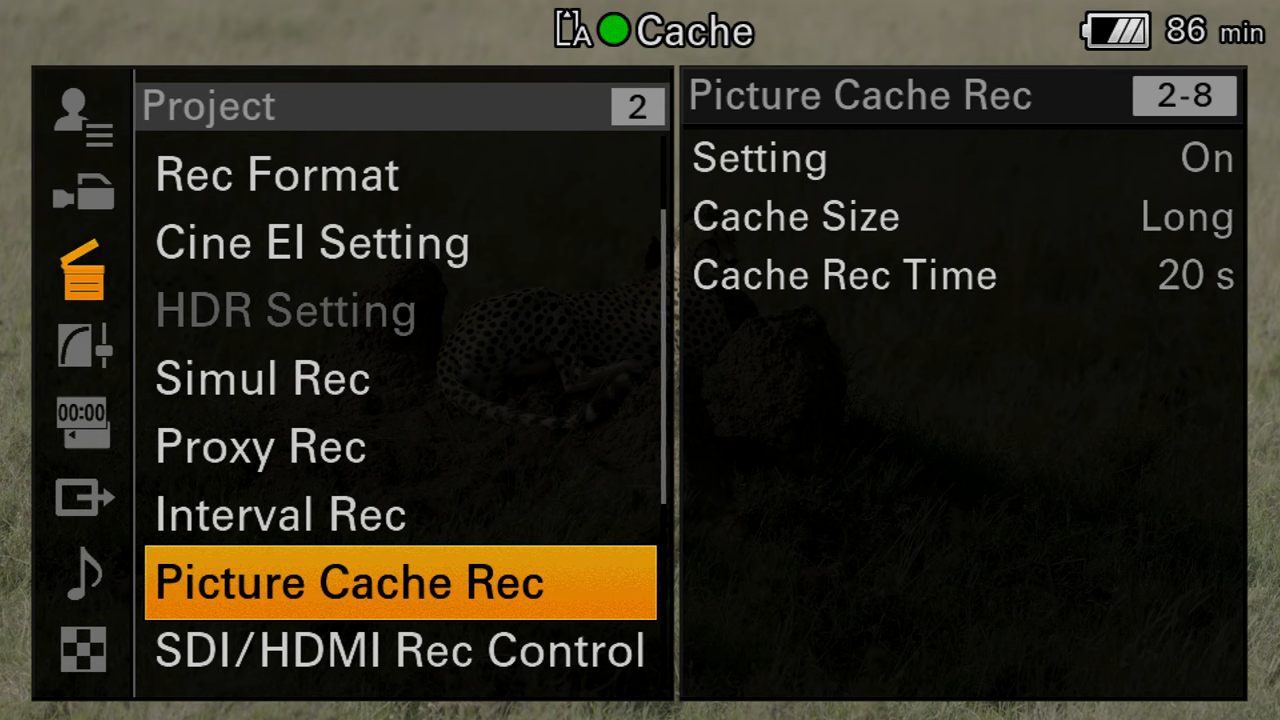 A Cache
86 min
Project 2
Rec Format
Cine EI Setting
HDR Setting
Simul Rec
Proxy Rec
Interval Rec
Picture Cache Rec
SDI/HDMI Rec Control
00:00
Picture Cache Rec 2-8
Setting On
Cache Size Long
Cache Rec Time 20 s